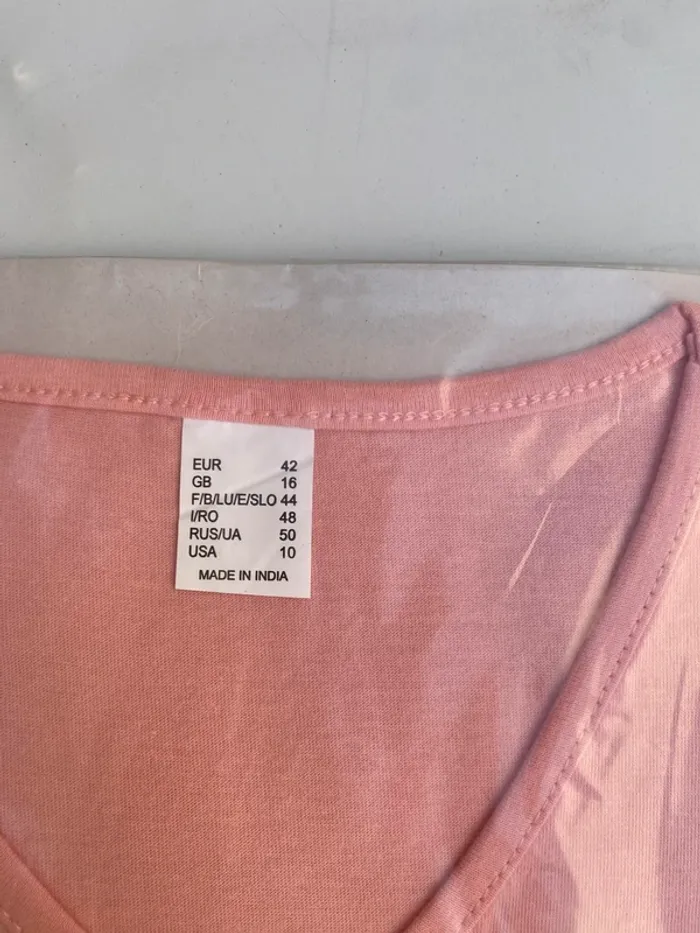 EUR 42
GB 16
F/B/LU/E/SLO 44
I/RO 48
RUS/UA 50
USA 10
MADE IN INDIA